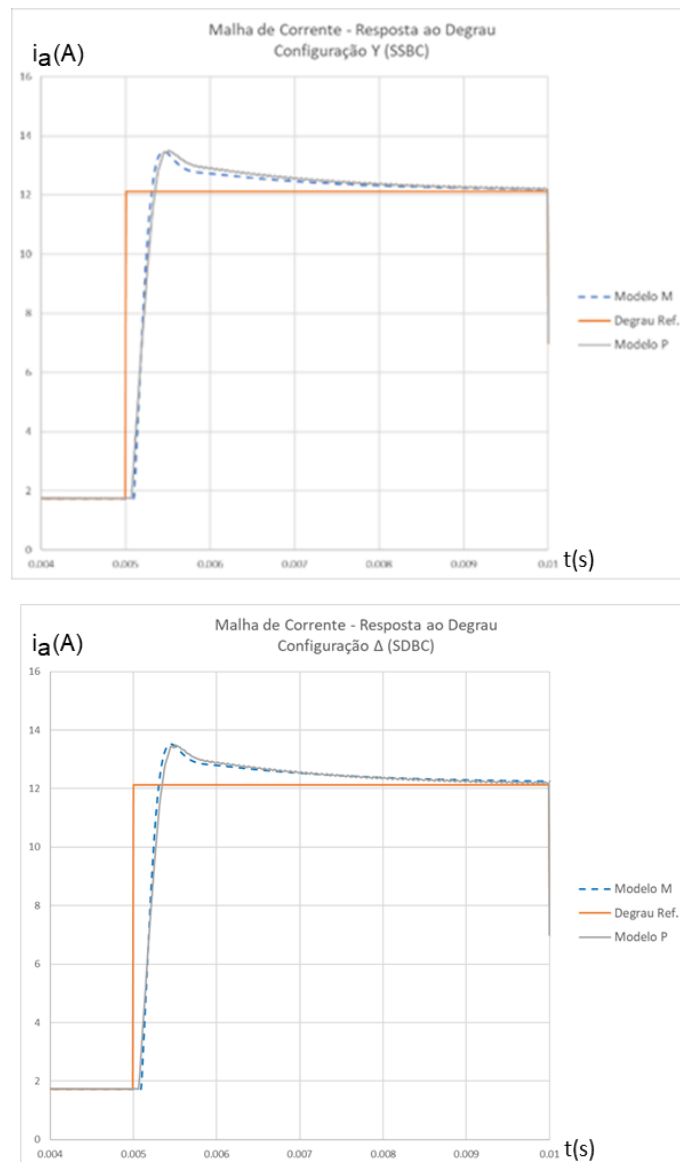 Malha de Corrente - Resposta ao Degrau
Configuração Y (SSBC)
ia(A)
16
14
12
10
8
6
4
2
0
0.004
0.005
0.006
0.007
0.008
0.009
0.01
t(s)
Modelo M
Degrau Ref.
Modelo P
Malha de Corrente - Resposta ao Degrau
Configuração Δ (SDBC)
ia(A)
16
14
12
10
8
6
4
2
0
0.004
0.005
0.006
0.007
0.008
0.009
0.01
t(s)
Modelo M
Degrau Ref.
Modelo P